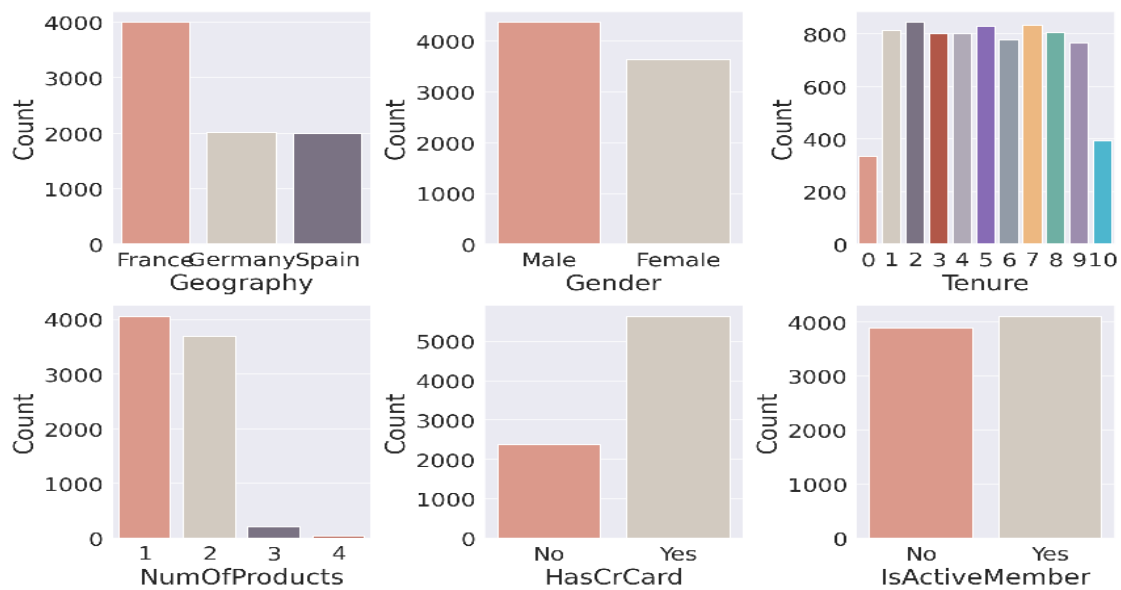 Count
4000
3000
2000
1000
0
France Germany Spain
Geography
Count
4000
3000
2000
1000
0
Male Female
Gender
Count
800
600
400
200
0
0 1 2 3 4 5 6 7 8 9 10
Tenure
Count
4000
3000
2000
1000
0
1 2 3 4
NumOfProducts
Count
5000
4000
3000
2000
1000
0
No Yes
HasCrCard
Count
4000
3000
2000
1000
0
No Yes
IsActiveMember